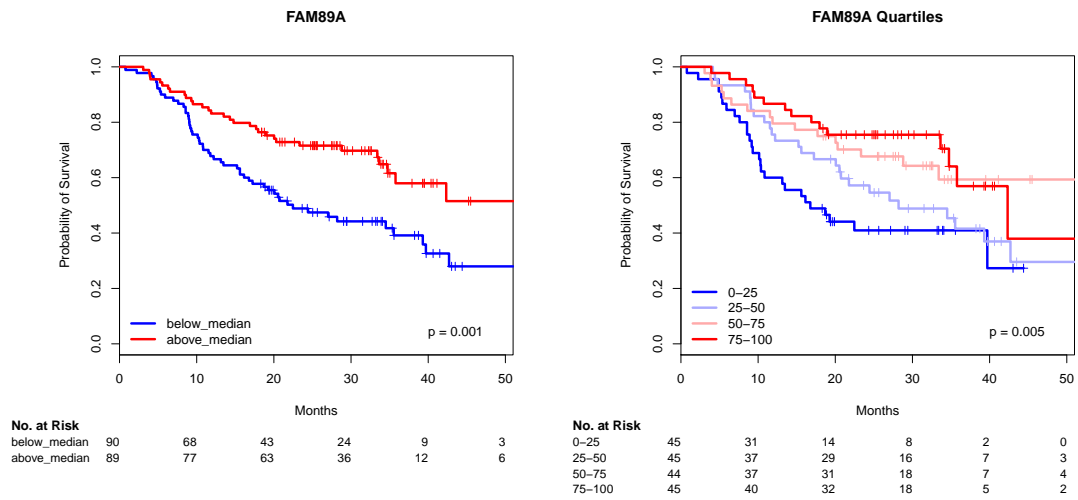 FAM89A
Probability of Survival
1.0
0.8
0.6
0.4
0.2
0.0
below_median
above_median
p = 0.001
0 10 20 30 40 50
Months
No. at Risk
below_median 90 68 43 24 9 3
above_median 89 77 63 36 12 6
FAM89A Quartiles
Probability of Survival
1.0
0.8
0.6
0.4
0.2
0.0
0−25
25−50
50−75
75−100
p = 0.005
0 10 20 30 40 50
Months
No. at Risk
0−25 45 31 14 8 2 0
25−50 45 37 29 16 7 3
50−75 44 37 31 18 7 4
75−100 45 40 32 18 5 2